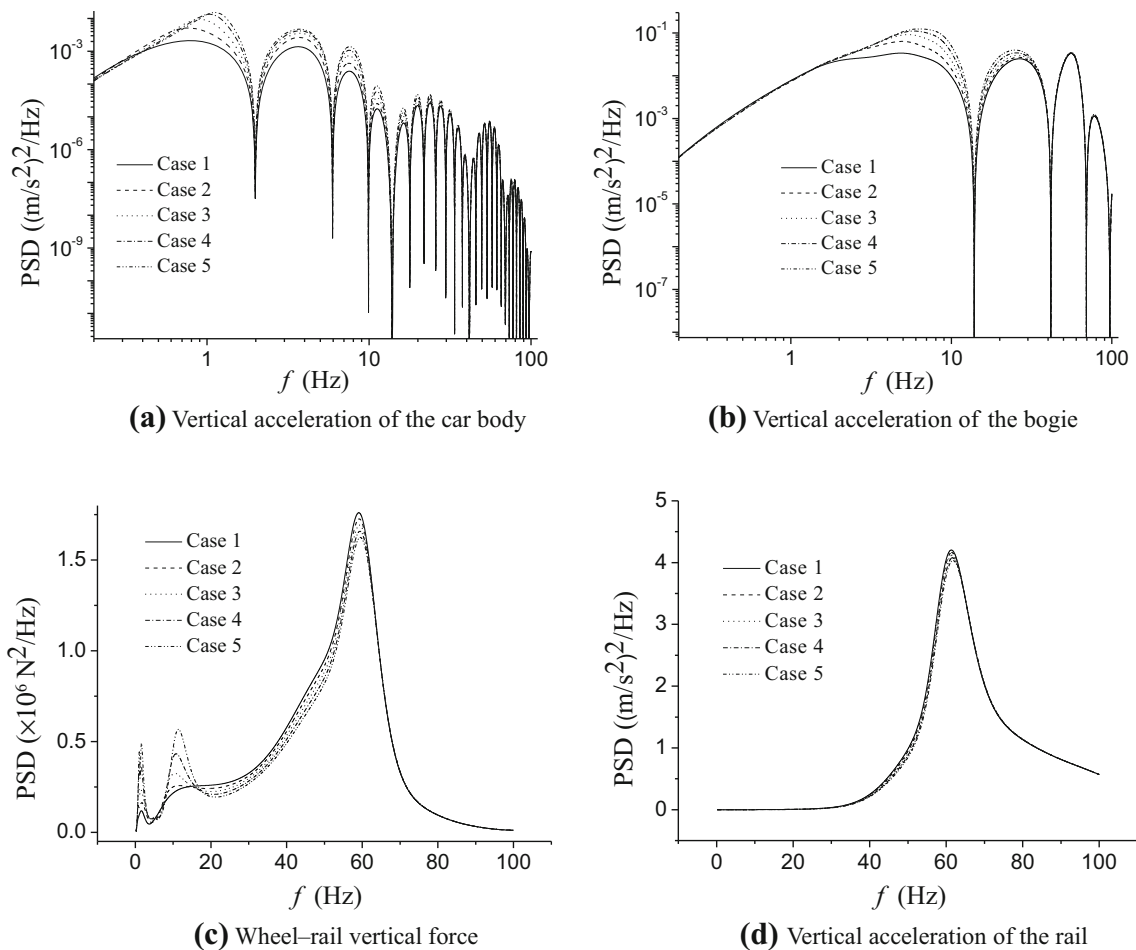 10⁻³
10⁻⁶
10⁻⁹
PSD ((m/s²)²/Hz)
Case 1
Case 2
Case 3
Case 4
Case 5
1 10 100
f (Hz)
(a) Vertical acceleration of the car body
10⁻¹
10⁻³
10⁻⁵
10⁻⁷
PSD ((m/s²)²/Hz)
Case 1
Case 2
Case 3
Case 4
Case 5
1 10 100
f (Hz)
(b) Vertical acceleration of the bogie
1.5
1.0
0.5
0.0
PSD (×10⁶ N²/Hz)
Case 1
Case 2
Case 3
Case 4
Case 5
0 20 40 60 80 100
f (Hz)
(c) Wheel–rail vertical force
5
4
3
2
1
0
PSD ((m/s²)²/Hz)
Case 1
Case 2
Case 3
Case 4
Case 5
0 20 40 60 80 100
f (Hz)
(d) Vertical acceleration of the rail